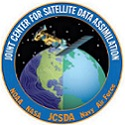 JOINT CENTER FOR SATELLITE DATA ASSIMILATION
NOAA NASA JCSDA Navy Air Force